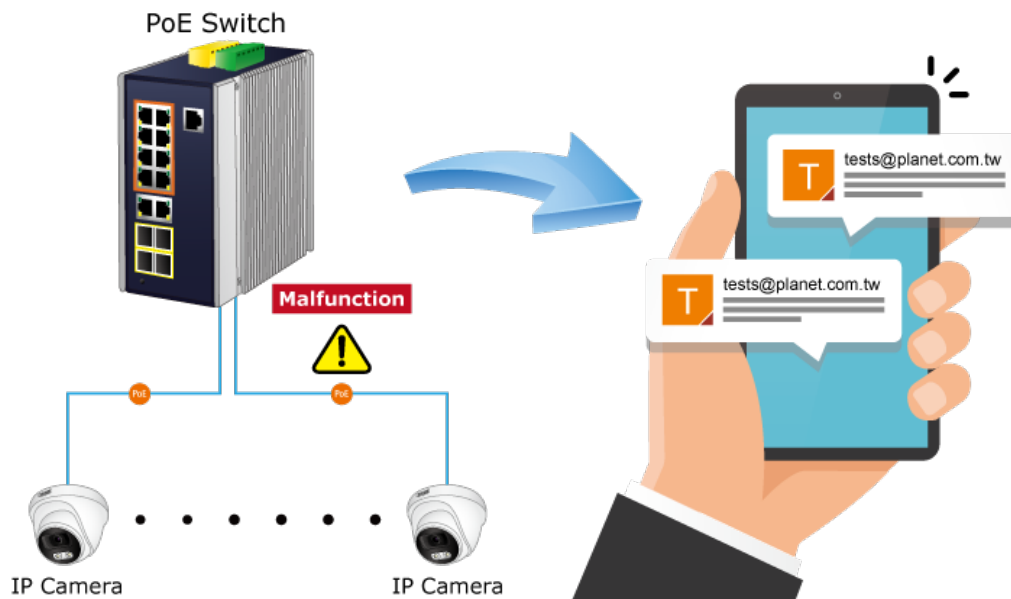 PoE Switch
Malfunction
PoE
PoE
IP Camera
IP Camera
T
tests@planet.com.tw
T
tests@planet.com.tw